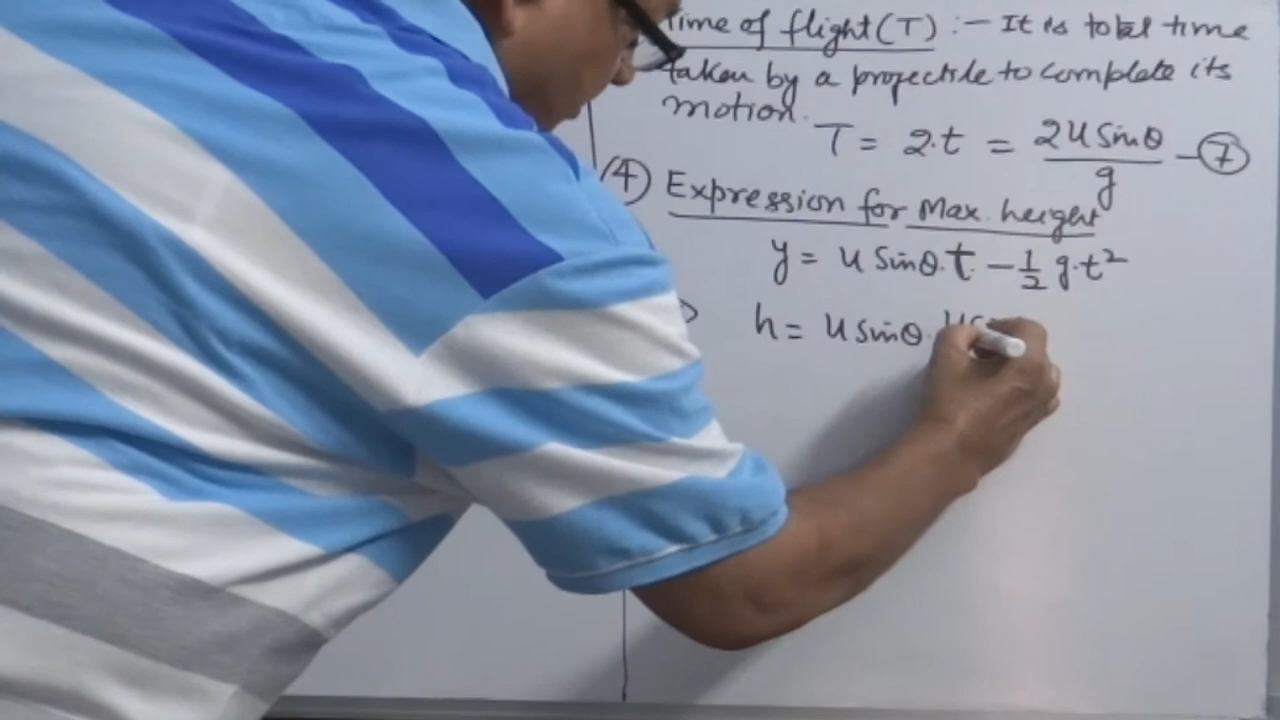 Time of flight (T) :- It is total time
taken by a projectile to complete its
motion.
T = 2.t = 2u sinθ / g - ⑦
(4) Expression for Max. height
y = u sinθ.t - 1/2 g.t²
h = u sinθ.